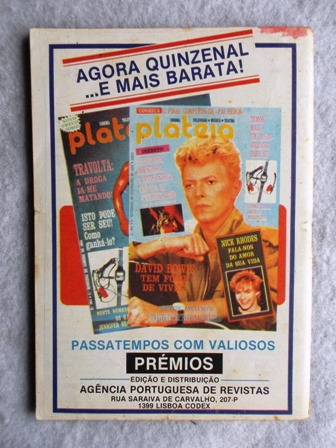 AGORA QUINZENAL
...E MAIS BARATA!
plateia
TRAVOLTA:
A DROGA
IA-ME
MATANDO!
ISTO PODE
SER SEU!
Como
ganhá-lo?
DAVID BOWIE
TEM FOME
DE VIVER
NICK RHODES
FALA-NOS
DO AMOR
DA SUA VIDA
PASSATEMPOS COM VALIOSOS
PRÉMIOS
EDIÇÃO E DISTRIBUIÇÃO
AGÊNCIA PORTUGUESA DE REVISTAS
RUA SARAIVA DE CARVALHO, 207-P
1399 LISBOA CODEX